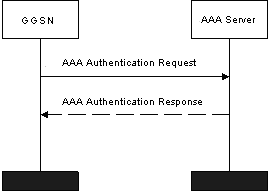 GGSN
AAA Server
AAA Authentication Request
AAA Authentication Response